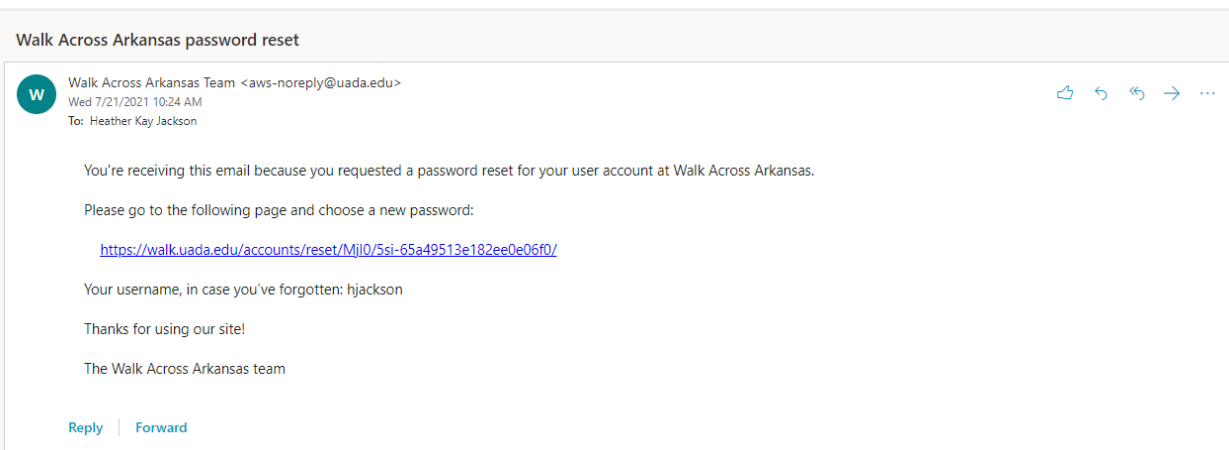 Walk Across Arkansas password reset
W
Walk Across Arkansas Team <aws-noreply@uada.edu>
Wed 7/21/2021 10:24 AM
To: Heather Kay Jackson
You're receiving this email because you requested a password reset for your user account at Walk Across Arkansas.
Please go to the following page and choose a new password:
https://walk.uada.edu/accounts/reset/MjI0/5si-65a49513e182ee0e06f0/
Your username, in case you've forgotten: hjackson
Thanks for using our site!
The Walk Across Arkansas team
Reply | Forward